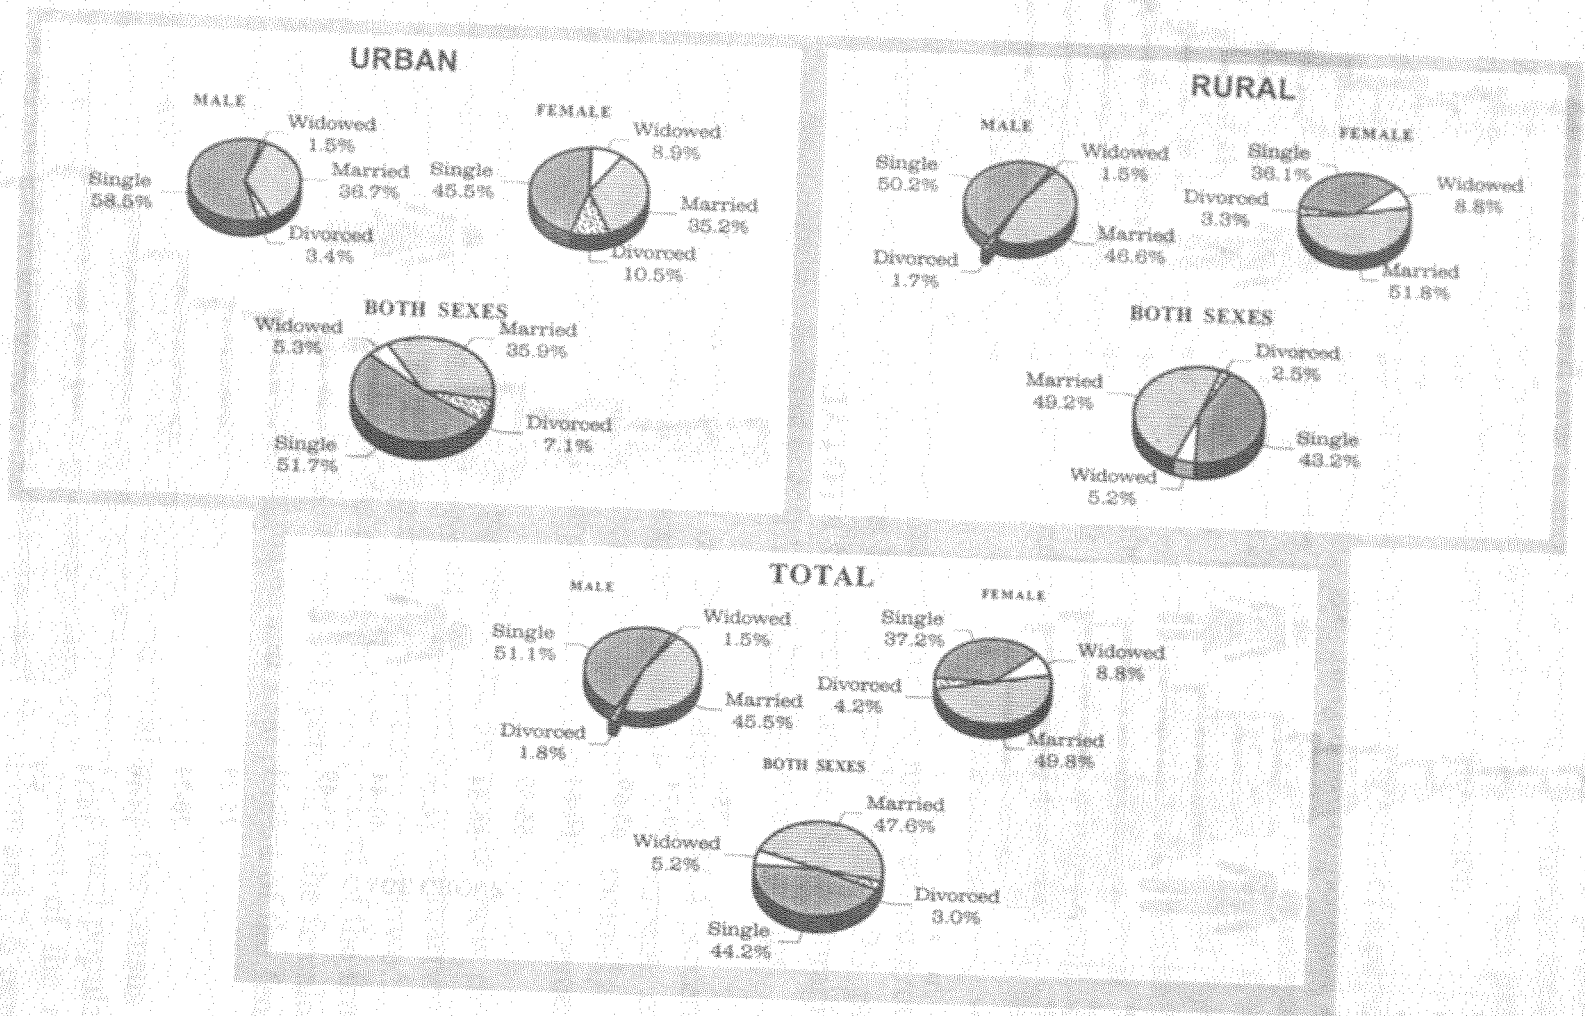 URBAN
MALE
Widowed
1.5%
Married
36.7%
Single
58.5%
Divorced
3.4%
FEMALE
Widowed
8.9%
Single
45.5%
Married
35.2%
Divorced
10.5%
BOTH SEXES
Widowed
5.3%
Married
35.9%
Divorced
7.1%
Single
51.7%
RURAL
MALE
Single
50.2%
Widowed
1.5%
Married
46.6%
Divorced
1.7%
FEMALE
Single
36.1%
Widowed
8.8%
Divorced
3.3%
Married
51.8%
BOTH SEXES
Divorced
2.5%
Married
49.2%
Single
43.2%
Widowed
5.2%
TOTAL
MALE
Single
51.1%
Widowed
1.5%
Married
45.5%
Divorced
1.8%
FEMALE
Single
37.2%
Widowed
8.8%
Divorced
4.2%
Married
49.8%
BOTH SEXES
Married
47.6%
Widowed
5.2%
Divorced
3.0%
Single
44.2%